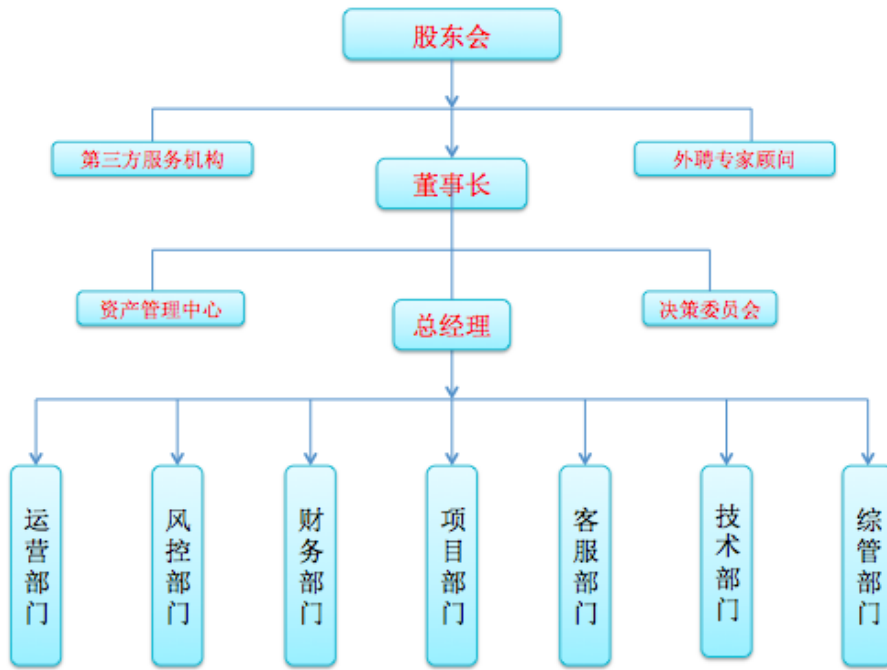 股东会
第三方服务机构
外聘专家顾问
董事长
资产管理中心
决策委员会
总经理
运营部门
风控部门
财务部门
项目部门
客服部门
技术部门
综管部门